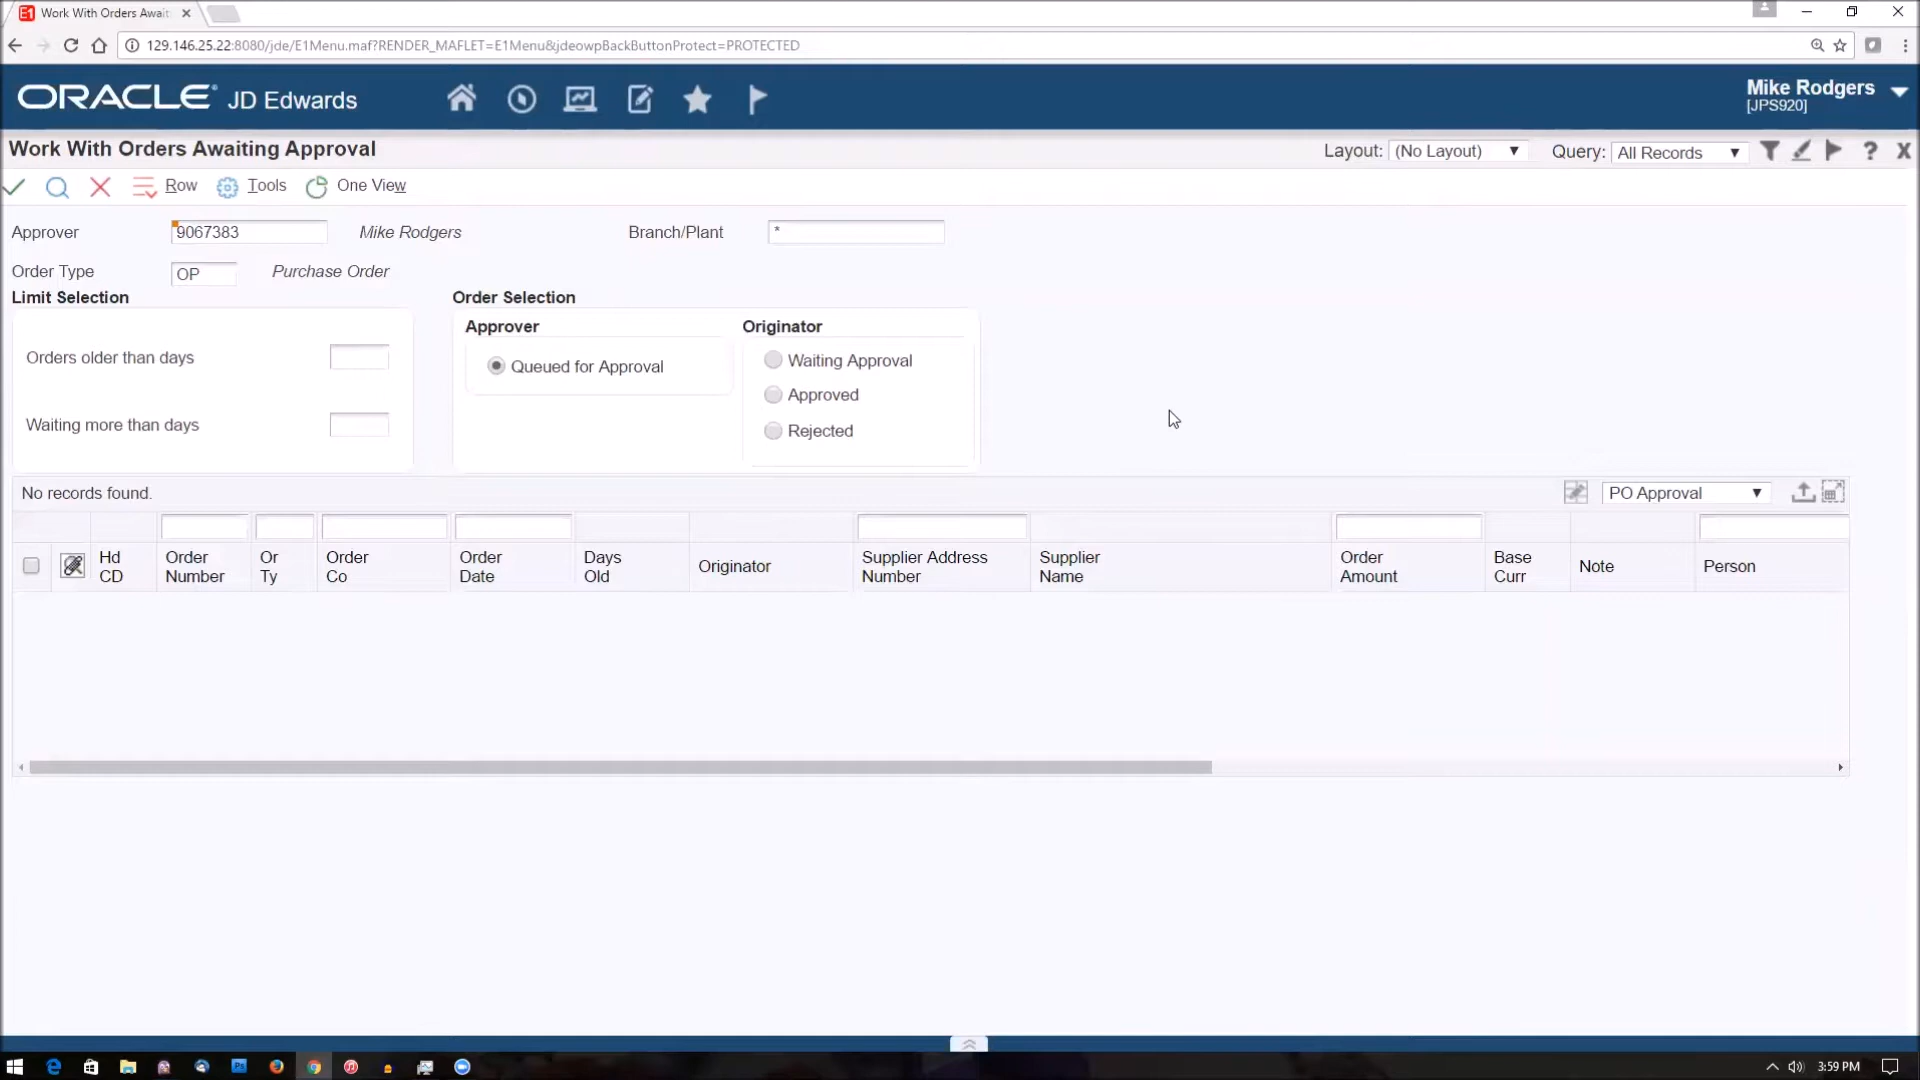 E1 Work With Orders Await
129.146.25.22:8080/jde/E1Menu.maf?RENDER_MAFLET=E1Menu&jdeowpBackButtonProtect=PROTECTED
ORACLE JD Edwards
Mike Rodgers
[JPS920]
Work With Orders Awaiting Approval
Layout: (No Layout) Query: All Records ? X
Row Tools One View
Approver 9067383 Mike Rodgers Branch/Plant *
Order Type OP Purchase Order
Limit Selection Order Selection
Approver Originator
Orders older than days Queued for Approval Waiting Approval
Approved
Waiting more than days Rejected
No records found. PO Approval
Hd CD Order Number Or Ty Order Co Order Date Days Old Originator Supplier Address Number Supplier Name Order Amount Base Curr Note Person
3:59 PM